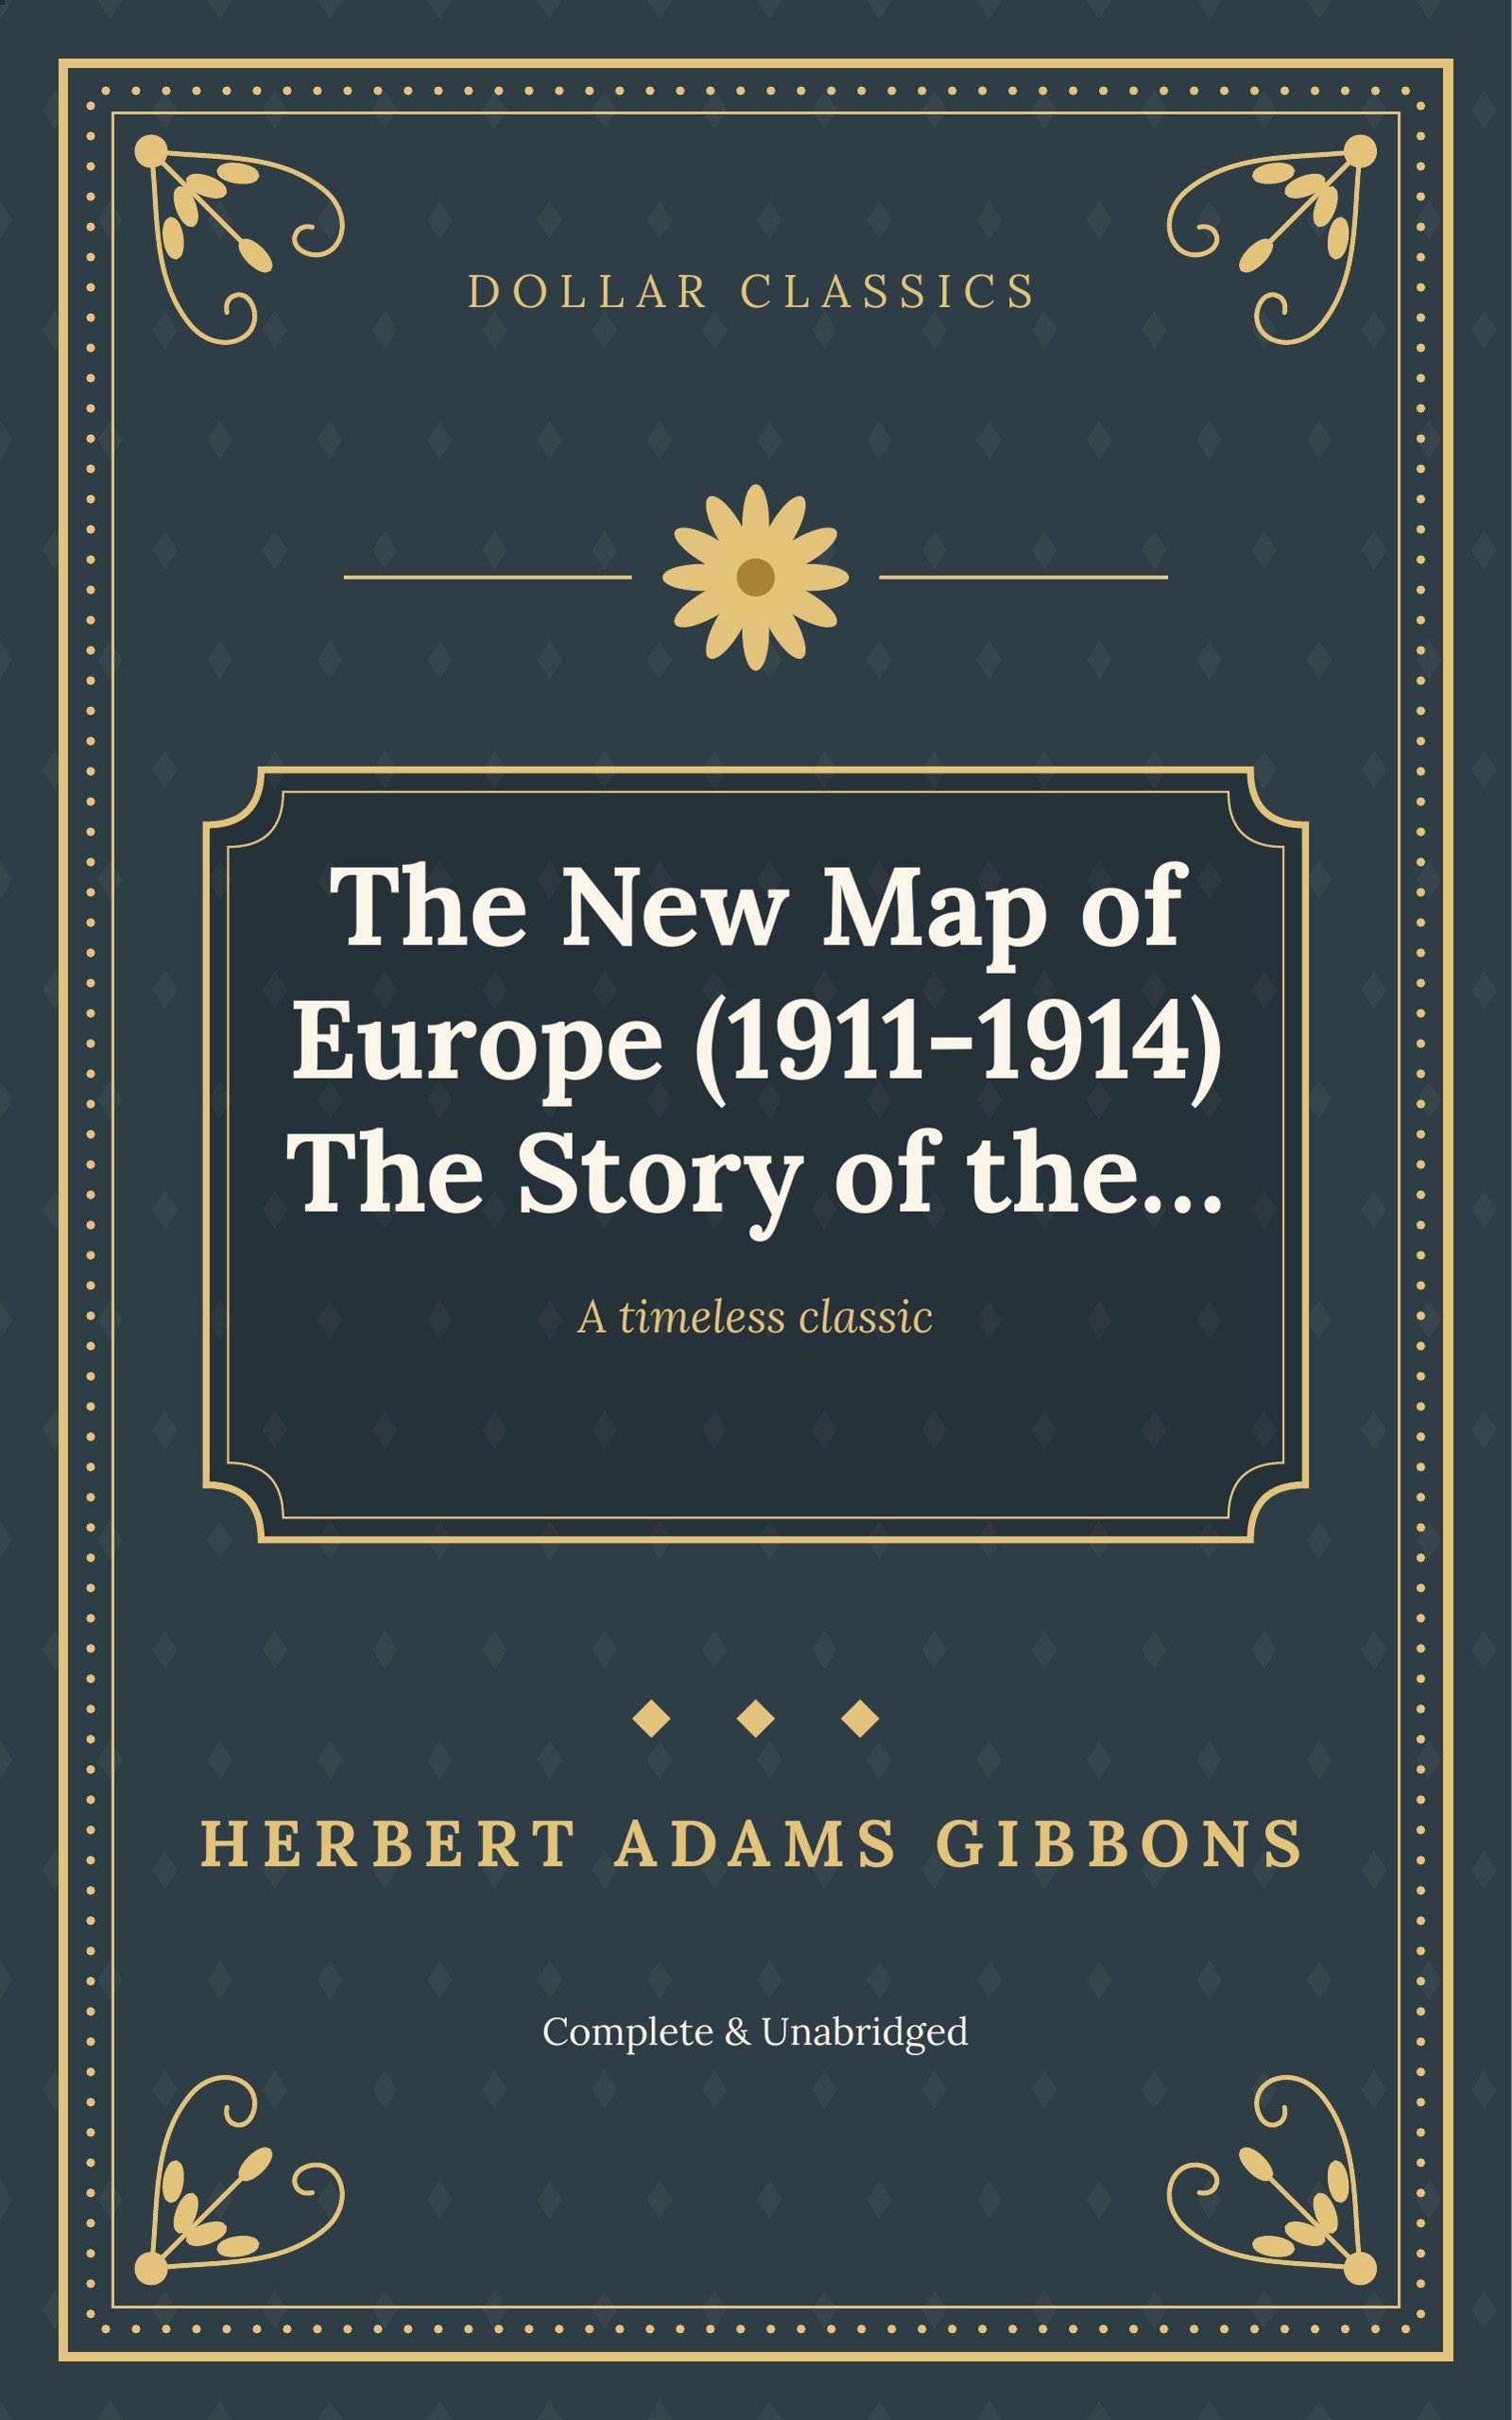 DOLLAR CLASSICS
The New Map of
Europe (1911–1914)
The Story of the...
A timeless classic
HERBERT ADAMS GIBBONS
Complete & Unabridged